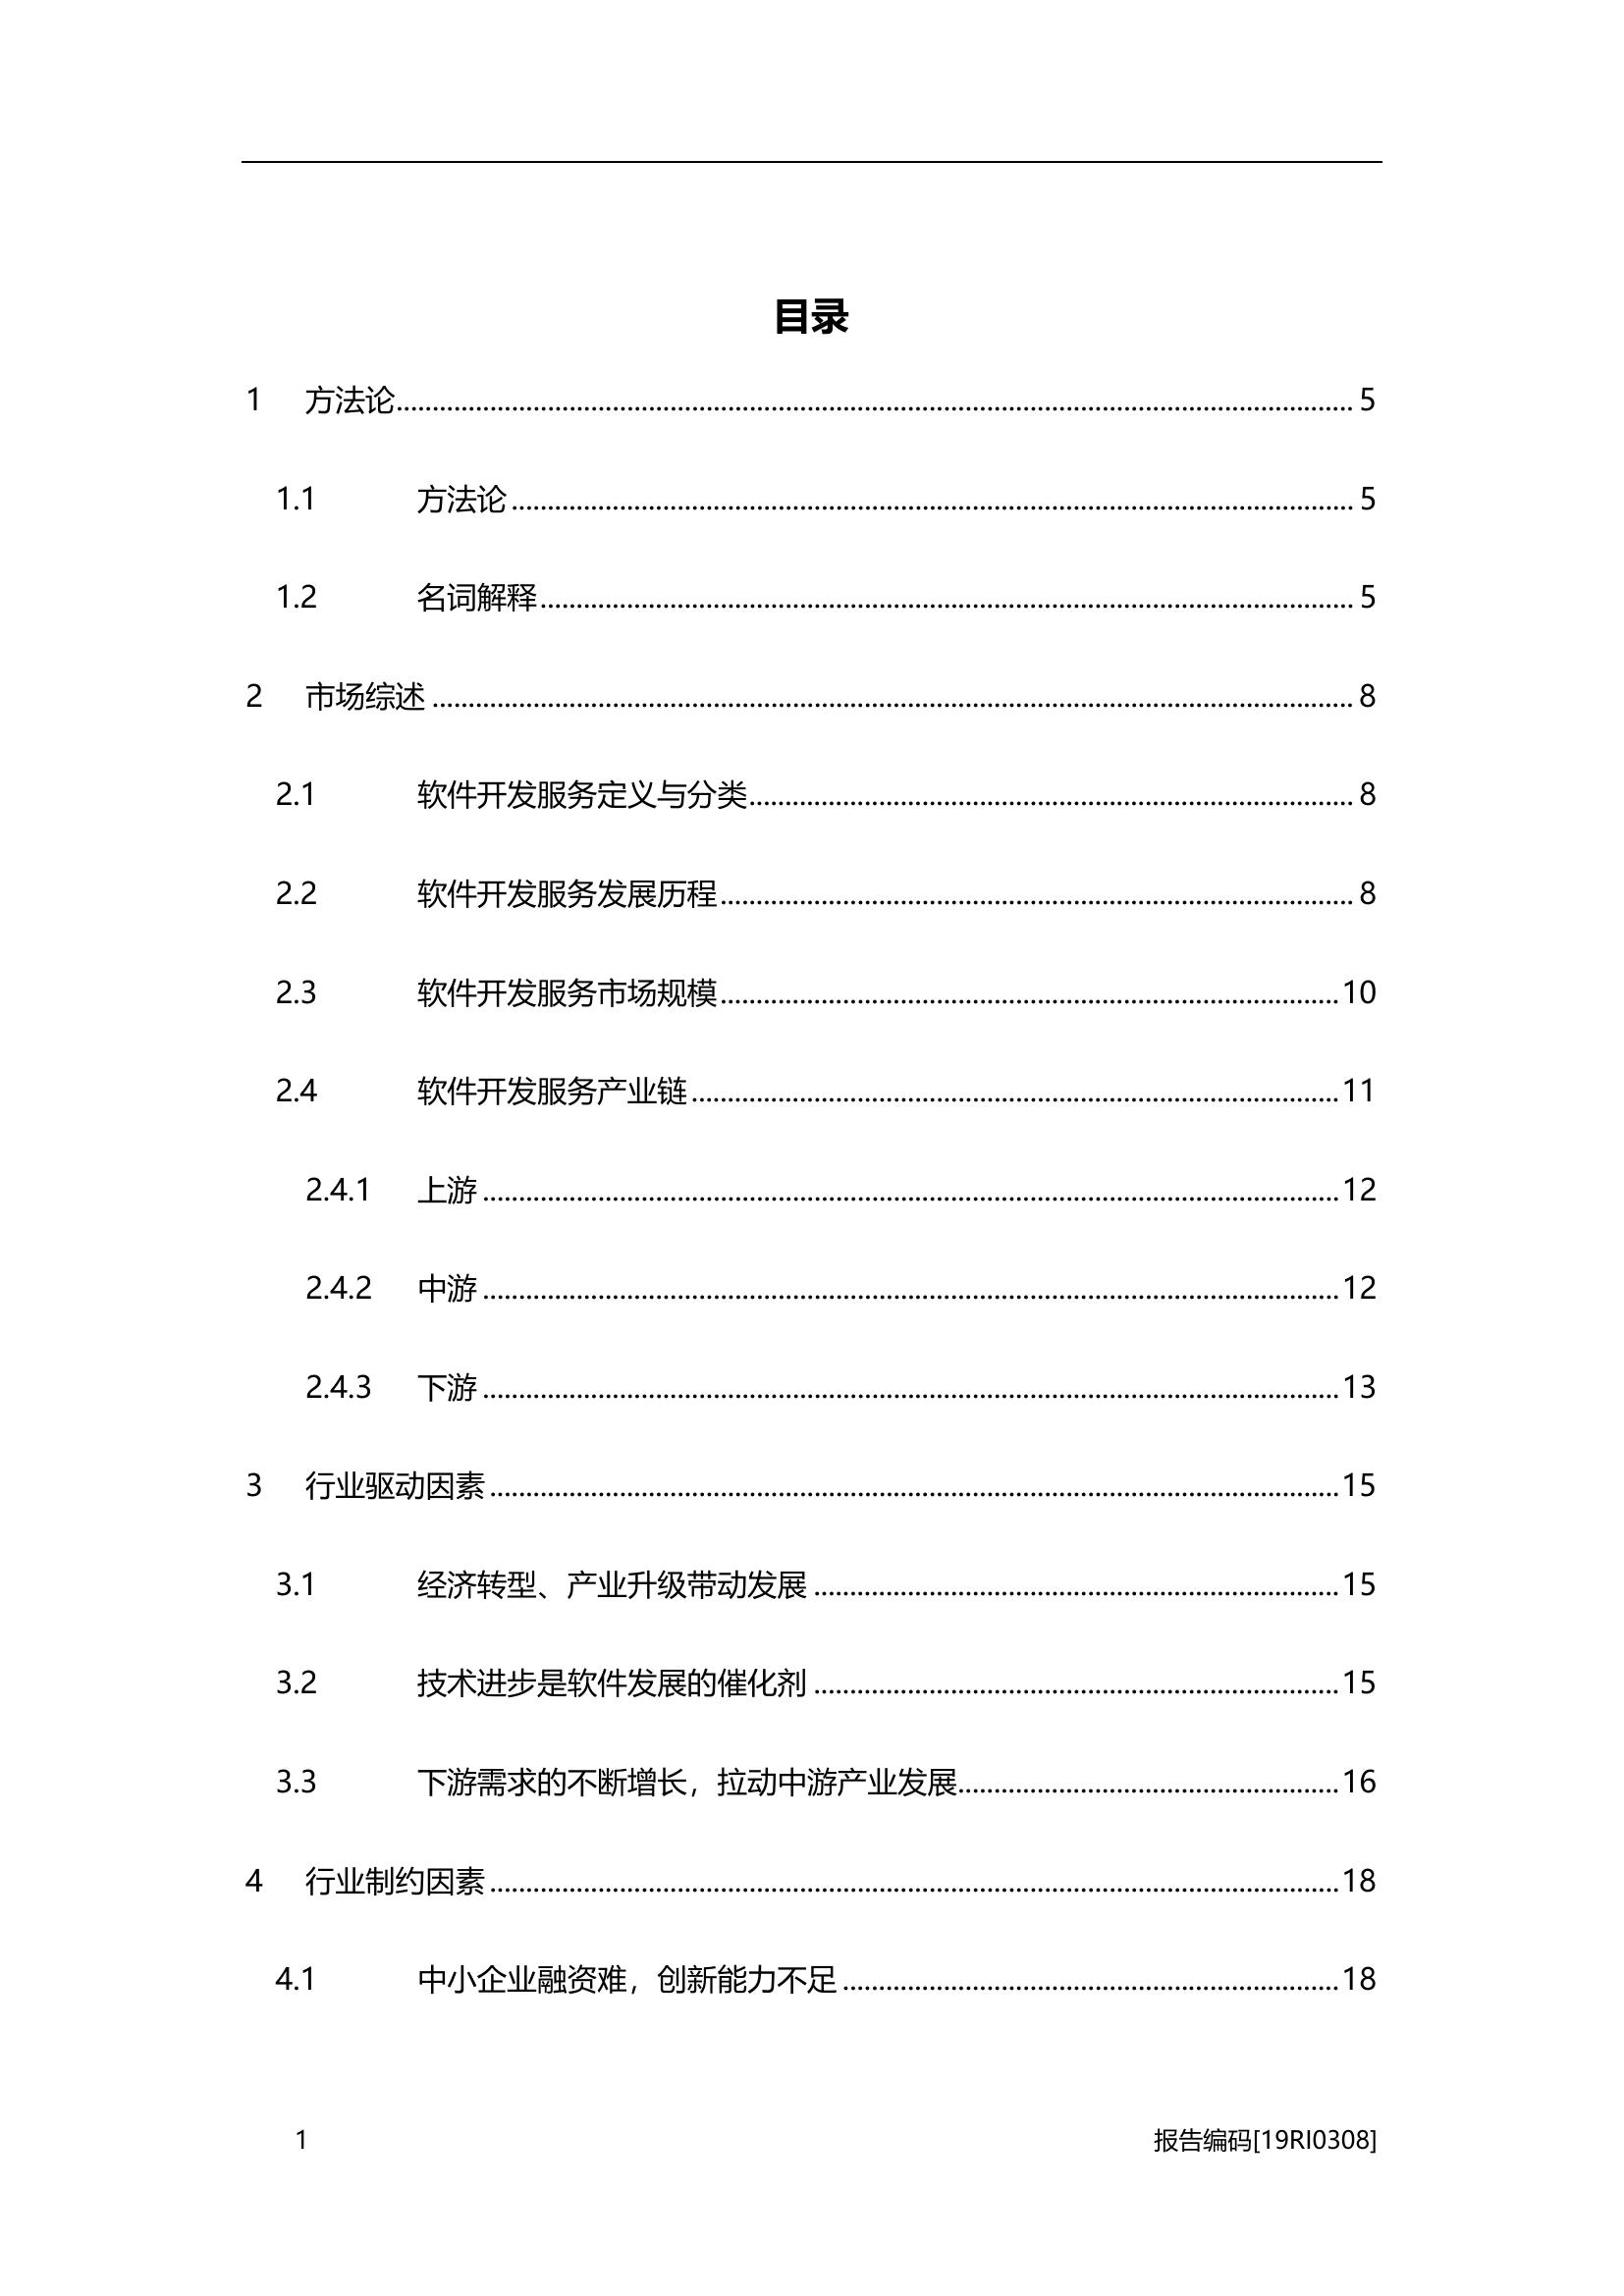 目录
1 方法论 5
1.1 方法论 5
1.2 名词解释 5
2 市场综述 8
2.1 软件开发服务定义与分类 8
2.2 软件开发服务发展历程 8
2.3 软件开发服务市场规模 10
2.4 软件开发服务产业链 11
2.4.1 上游 12
2.4.2 中游 12
2.4.3 下游 13
3 行业驱动因素 15
3.1 经济转型、产业升级带动发展 15
3.2 技术进步是软件发展的催化剂 15
3.3 下游需求的不断增长，拉动中游产业发展 16
4 行业制约因素 18
4.1 中小企业融资难，创新能力不足 18
1 报告编码[19RI0308]